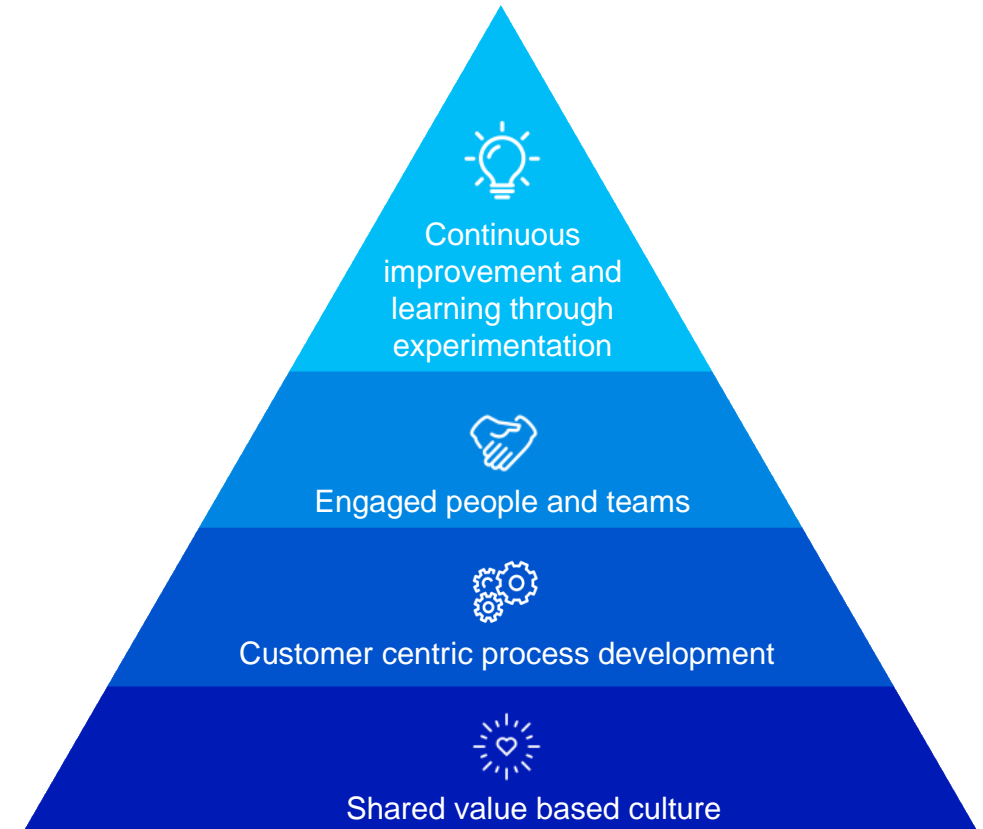 Continuous
improvement and
learning through
experimentation
Engaged people and teams
Customer centric process development
Shared value based culture